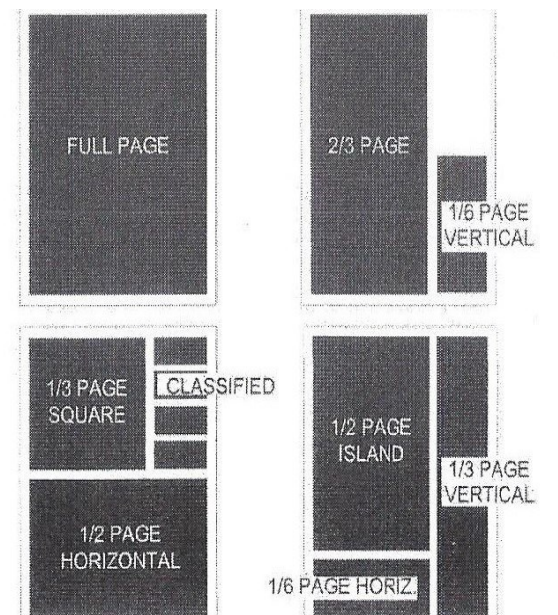 FULL PAGE
2/3 PAGE
1/6 PAGE
VERTICAL
1/3 PAGE
SQUARE
CLASSIFIED
1/2 PAGE
HORIZONTAL
1/2 PAGE
ISLAND
1/3 PAGE
VERTICAL
1/6 PAGE HORIZ.